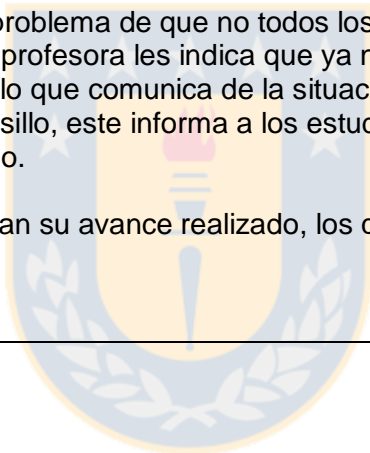 problema de que no todos los
profesora les indica que ya
lo que comunica de la situac
sillo, este informa a los estud
o.
an su avance realizado, los